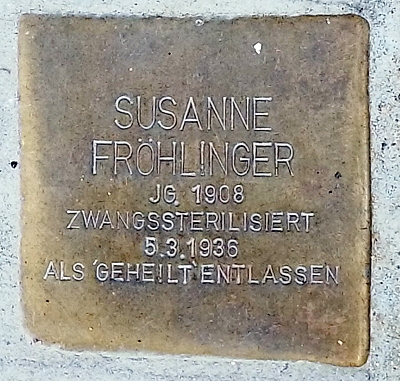 SUSANNE
FRÖHLINGER
JG. 1908
ZWANGSSTERILISIERT
5.3.1936
ALS 'GEHEILT' ENTLASSEN